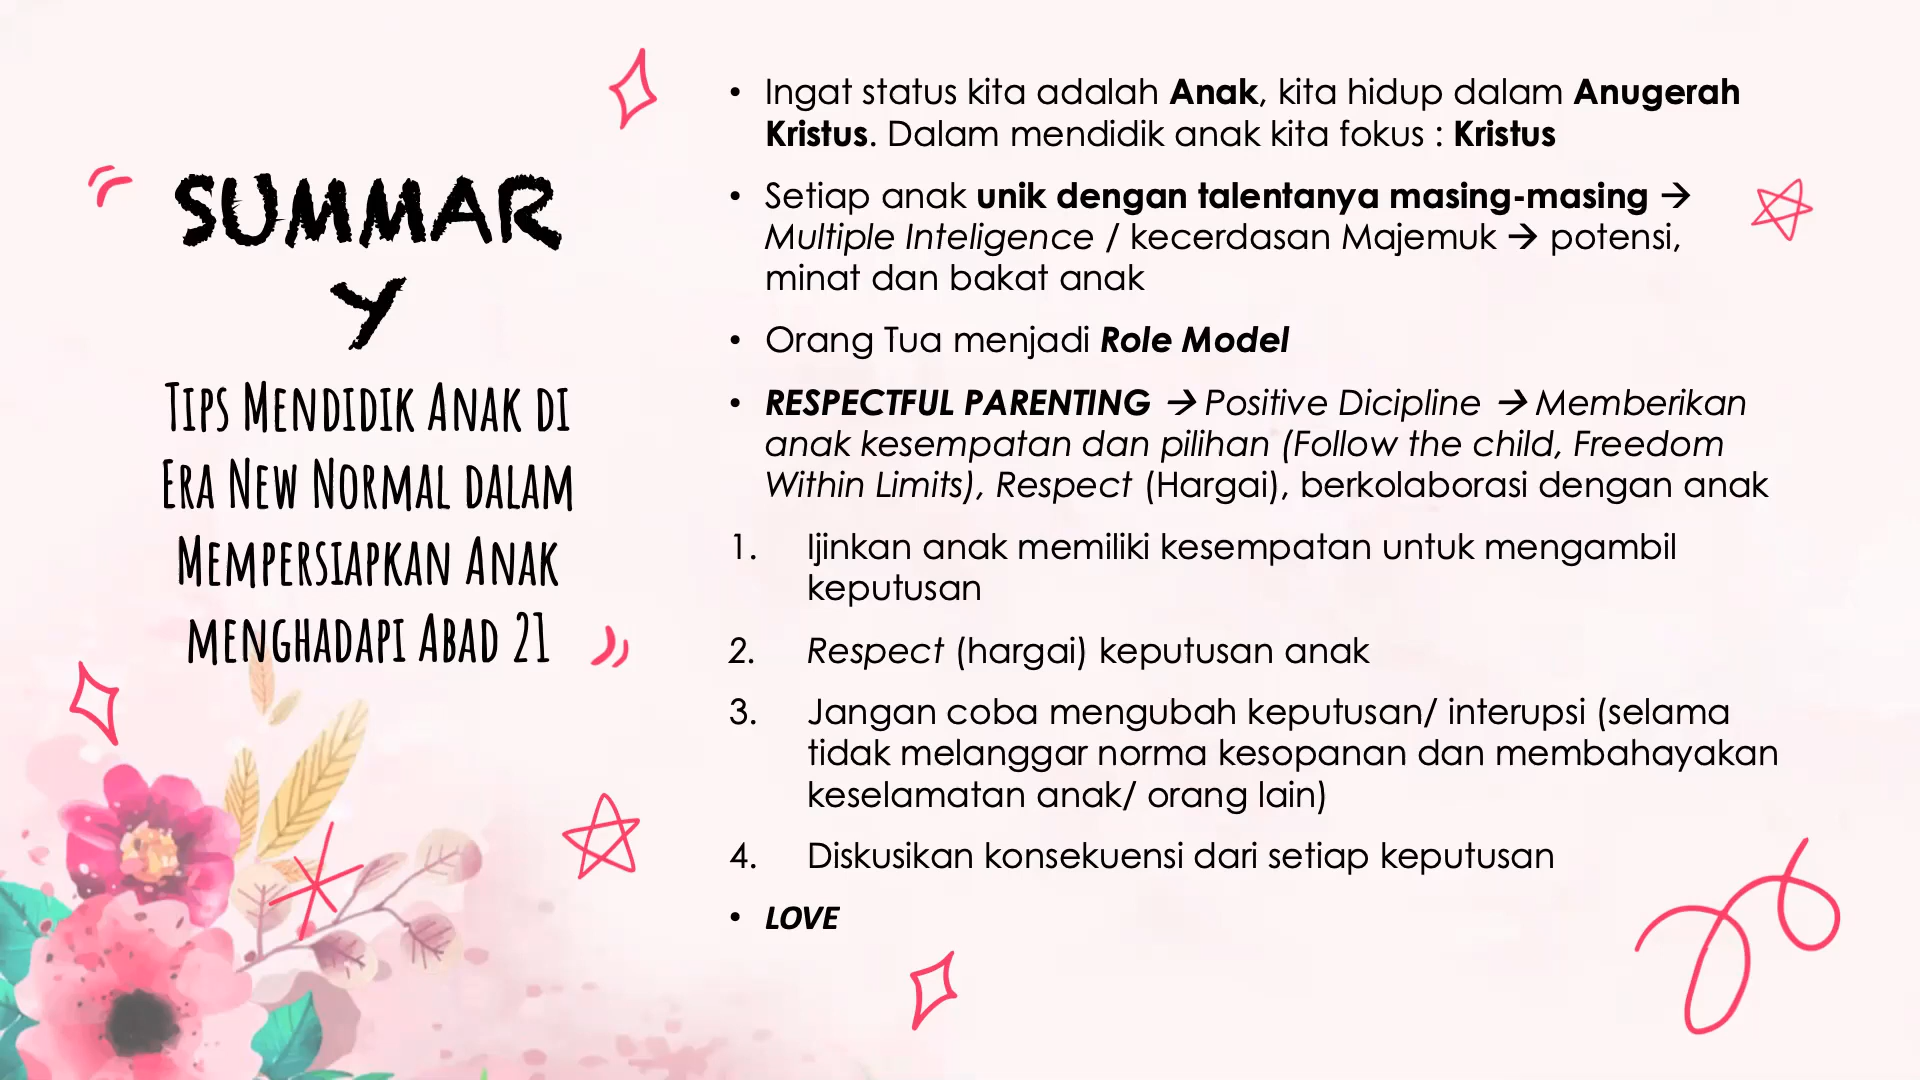 SUMMAR
Y
Tips Mendidik Anak di
Era New Normal dalam
Mempersiapkan Anak
menghadapi Abad 21
• Ingat status kita adalah Anak, kita hidup dalam Anugerah
Kristus. Dalam mendidik anak kita fokus : Kristus
• Setiap anak unik dengan talentanya masing-masing →
Multiple Inteligence / kecerdasan Majemuk → potensi,
minat dan bakat anak
• Orang Tua menjadi Role Model
• RESPECTFUL PARENTING → Positive Dicipline → Memberikan
anak kesempatan dan pilihan (Follow the child, Freedom
Within Limits), Respect (Hargai), berkolaborasi dengan anak
1. Ijinkan anak memiliki kesempatan untuk mengambil
keputusan
2. Respect (hargai) keputusan anak
3. Jangan coba mengubah keputusan/ interupsi (selama
tidak melanggar norma kesopanan dan membahayakan
keselamatan anak/ orang lain)
4. Diskusikan konsekuensi dari setiap keputusan
• LOVE